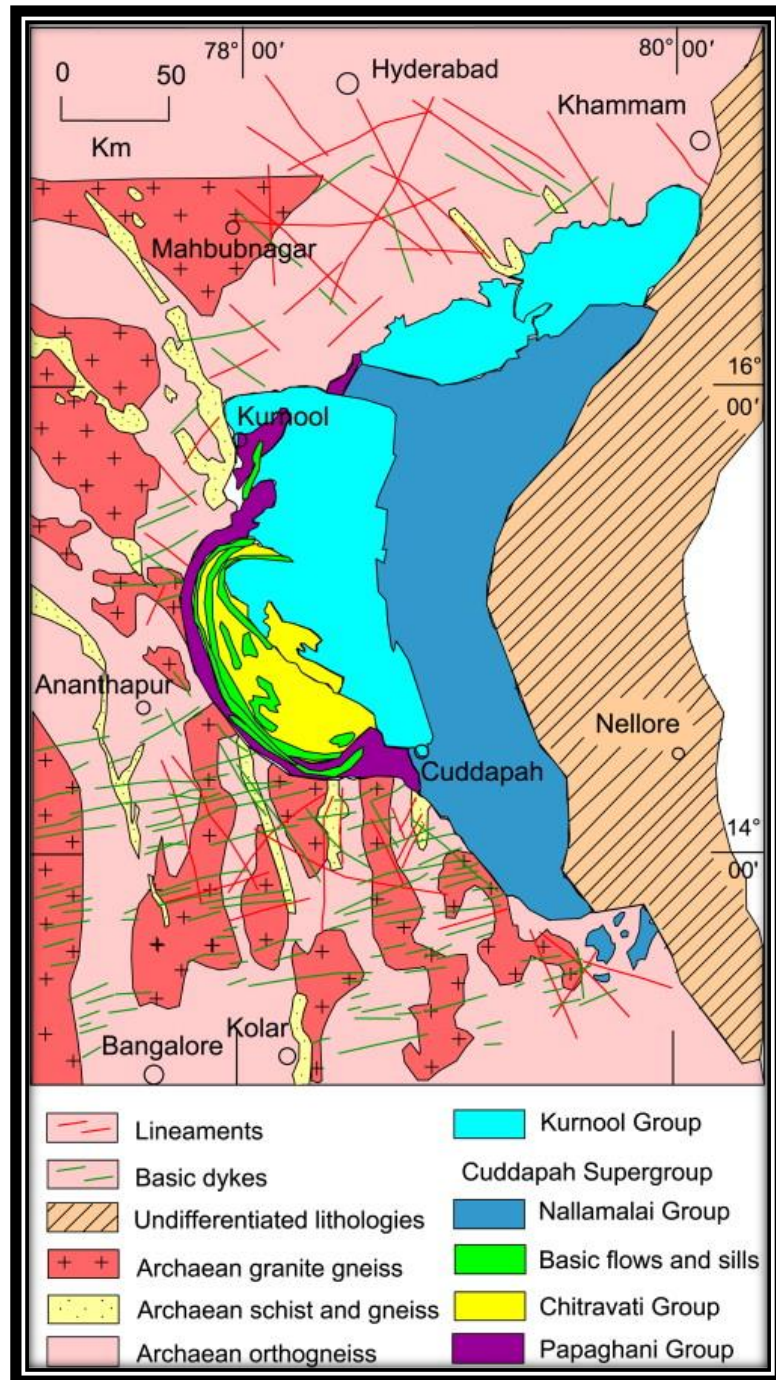 78° 00′
80° 00′
0 50
Km
Hyderabad
Khammam
Mahbubnagar
16°
00′
Kurnool
Ananthapur
Nellore
Cuddapah
14°
00′
Kolar
Bangalore
Lineaments
Basic dykes
Undifferentiated lithologies
Archaean granite gneiss
Archaean schist and gneiss
Archaean orthogneiss
Kurnool Group
Cuddapah Supergroup
Nallamalai Group
Basic flows and sills
Chitravati Group
Papaghani Group